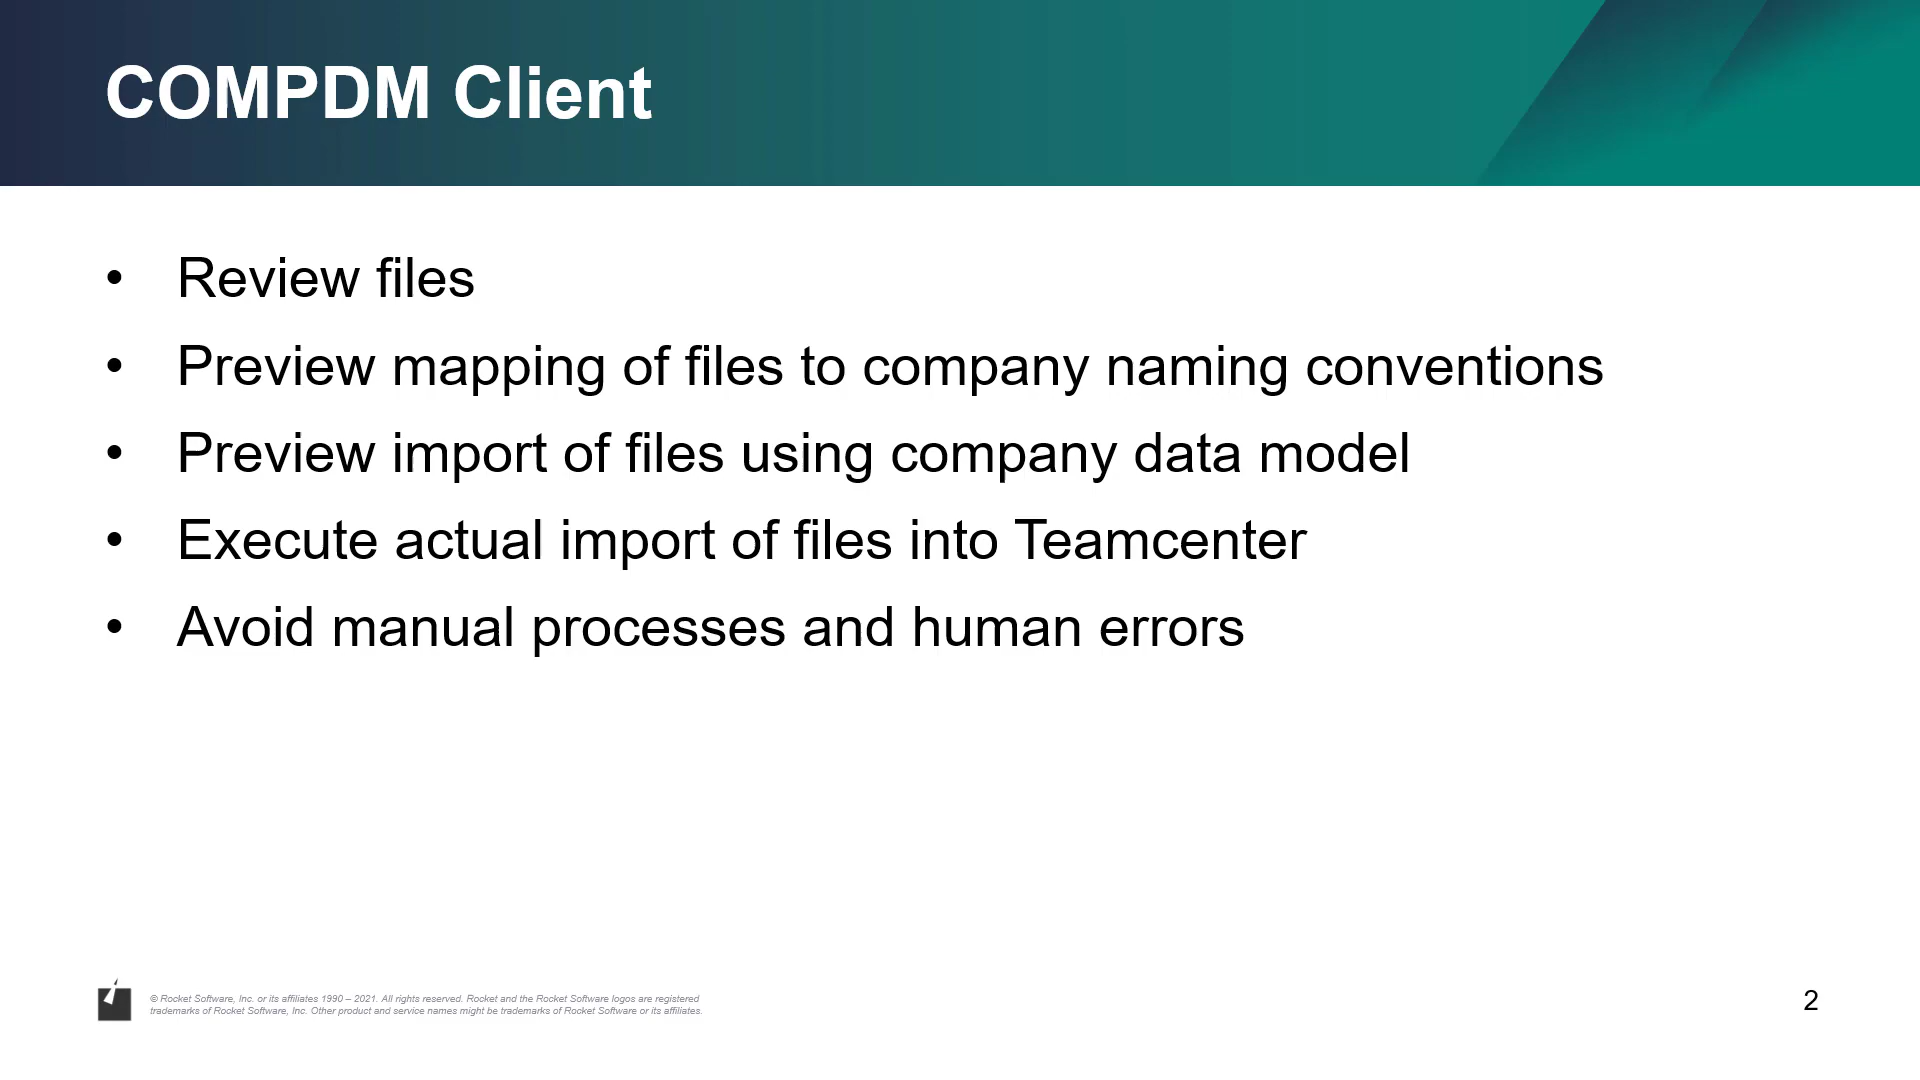 COMPDM Client
• Review files
• Preview mapping of files to company naming conventions
• Preview import of files using company data model
• Execute actual import of files into Teamcenter
• Avoid manual processes and human errors
© Rocket Software, Inc. or its affiliates 1990 – 2021. All rights reserved. Rocket and the Rocket Software logos are registered
trademarks of Rocket Software, Inc. Other product and service names might be trademarks of Rocket Software or its affiliates.
2